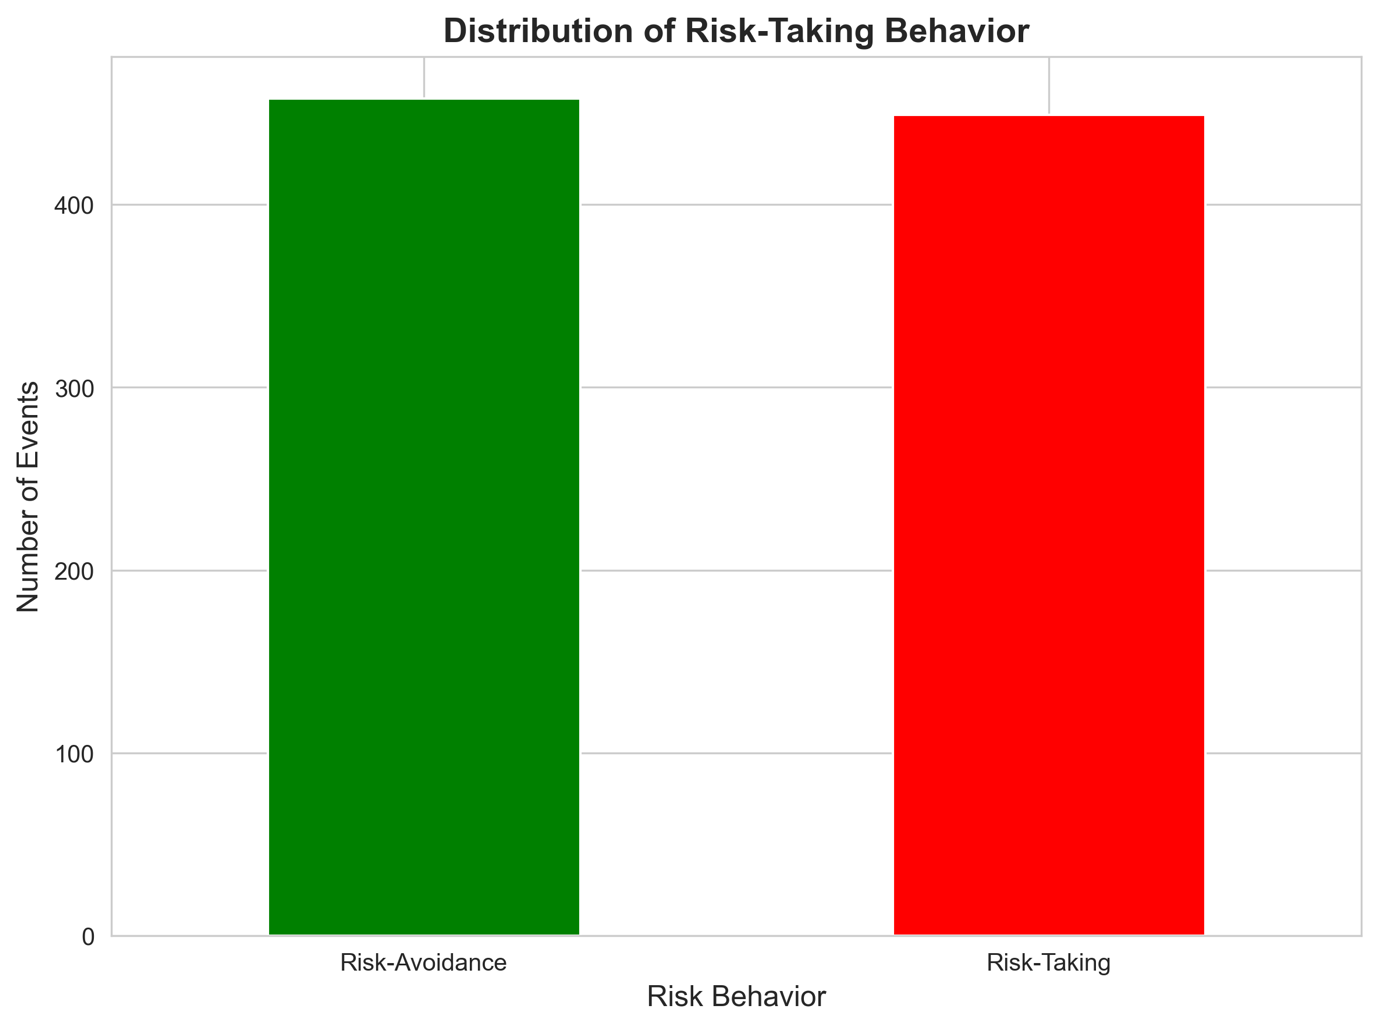 Distribution of Risk-Taking Behavior
Number of Events
400
300
200
100
0
Risk-Avoidance
Risk-Taking
Risk Behavior